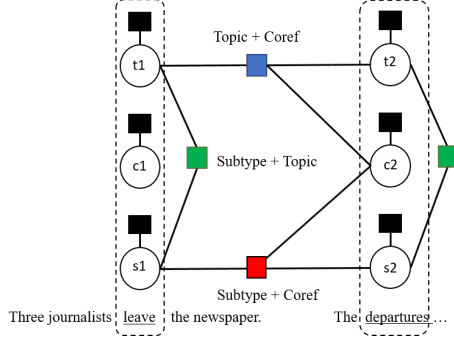 Topic + Coref
t1
t2
c1
Subtype + Topic
c2
s1
s2
Subtype + Coref
Three journalists leave the newspaper.
The departures ...